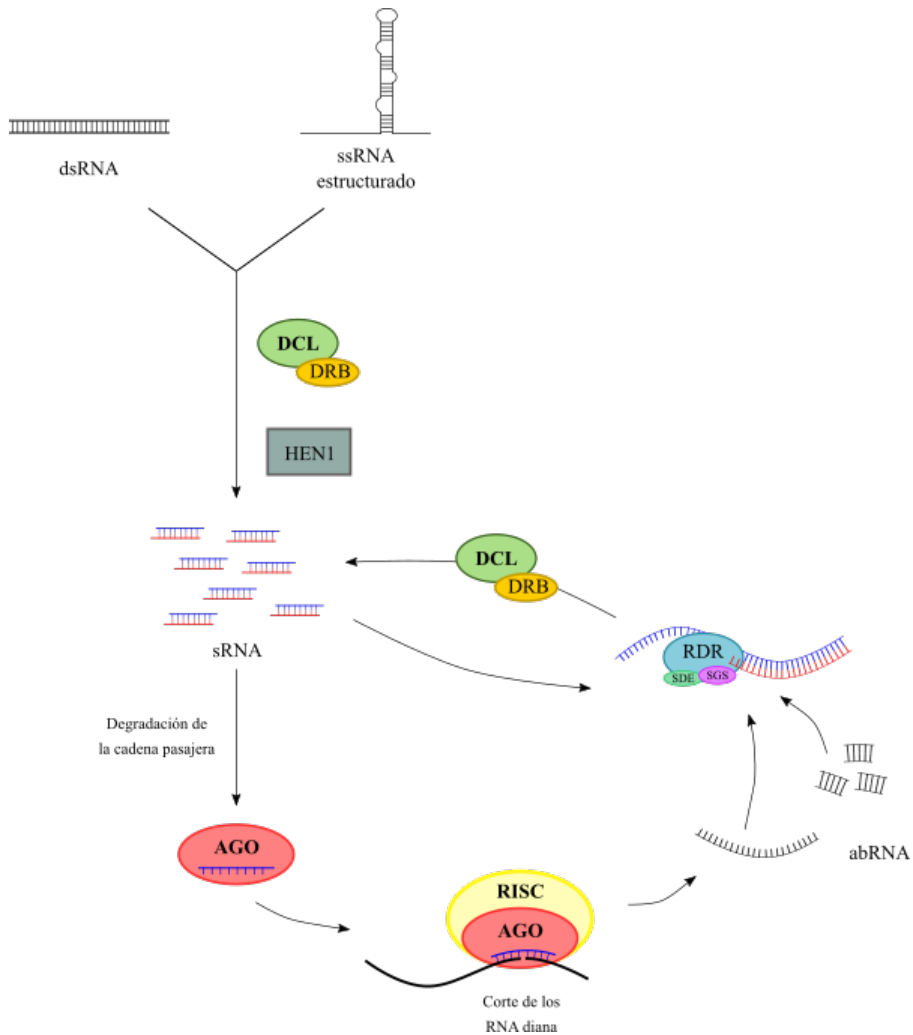 dsRNA
ssRNA
estructurado
DCL
DRB
HEN1
DCL
DRB
sRNA
RDR
SDE
SGS
Degradación de
la cadena pasajera
AGO
abRNA
RISC
AGO
Corte de los
RNA diana